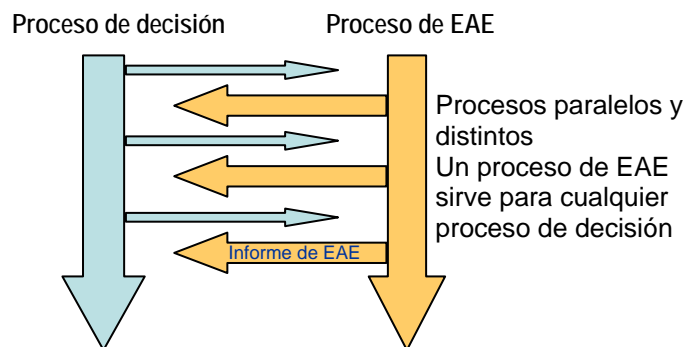 Proceso de decisión
Proceso de EAE
Procesos paralelos y
distintos
Un proceso de EAE
sirve para cualquier
proceso de decisión
Informe de EAE